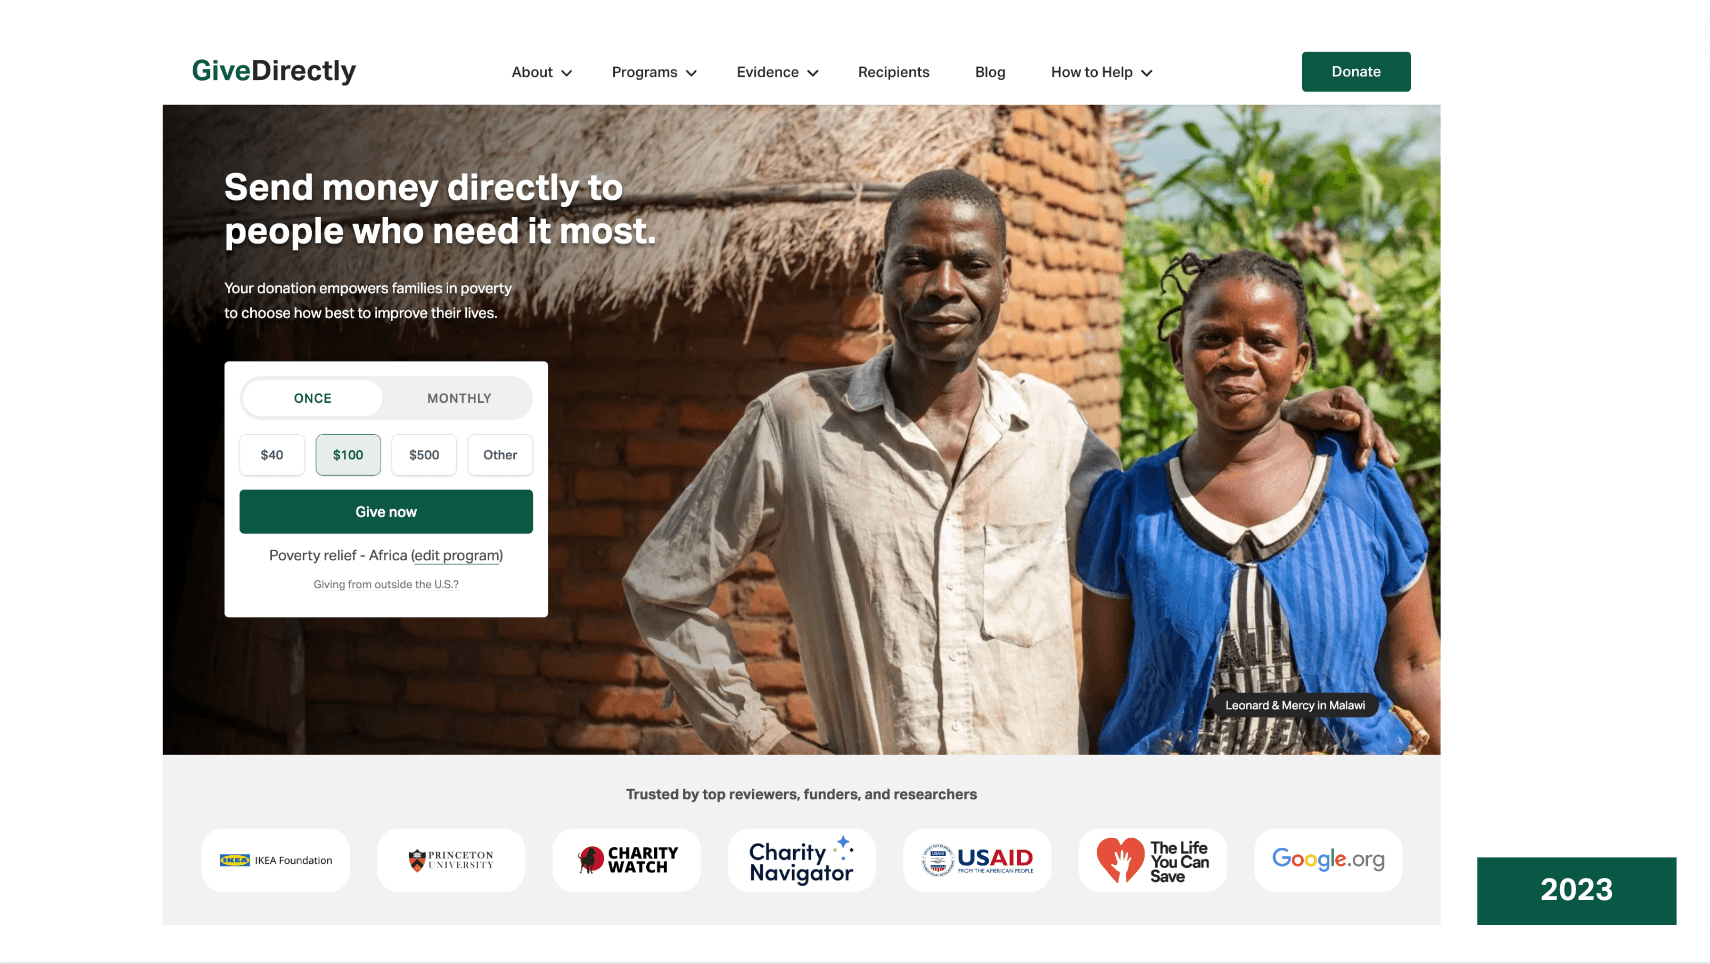 GiveDirectly
About
Programs
Evidence
Recipients
Blog
How to Help
Donate
Send money directly to
people who need it most.
Your donation empowers families in poverty
to choose how best to improve their lives.
ONCE
MONTHLY
$40
$100
$500
Other
Give now
Poverty relief - Africa (edit program)
Giving from outside the U.S.?
Leonard & Mercy in Malawi
Trusted by top reviewers, funders, and researchers
IKEA
IKEA Foundation
PRINCETON
UNIVERSITY
CHARITY
WATCH
Charity
Navigator
USAID
FROM THE AMERICAN PEOPLE
The Life
You Can
Save
Google.org
2023